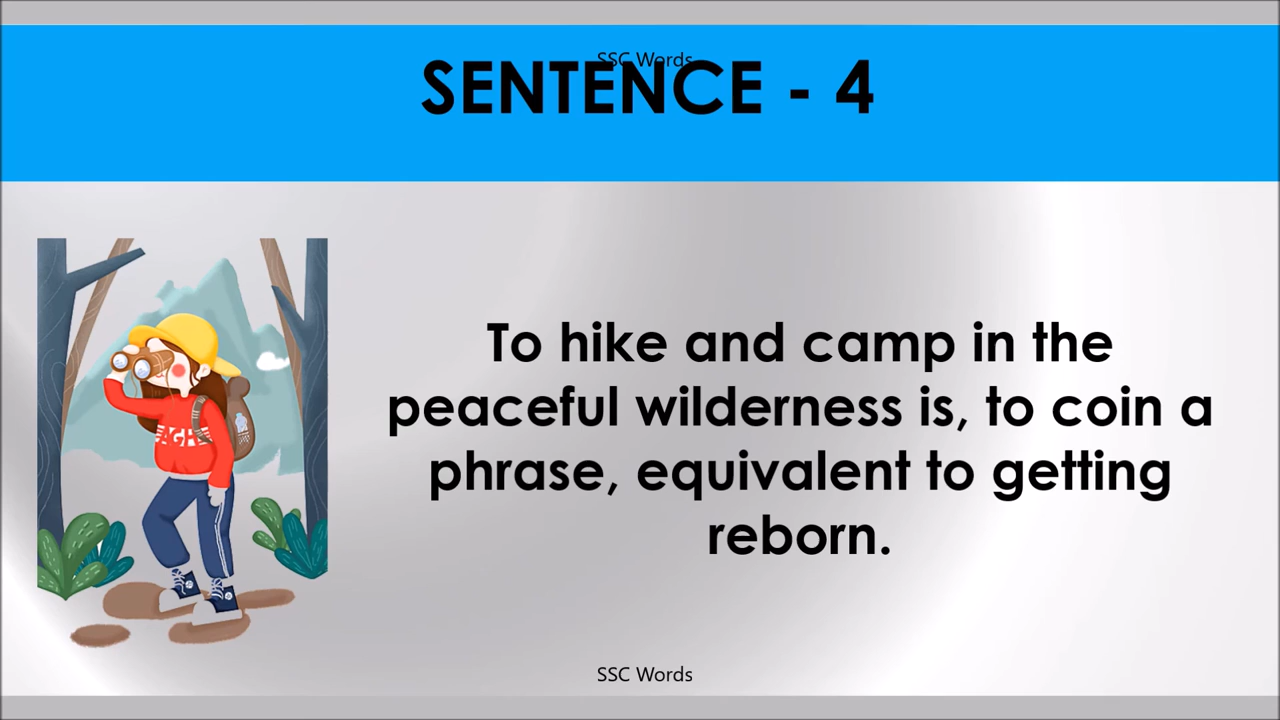 SSC Words
SENTENCE - 4
To hike and camp in the
peaceful wilderness is, to coin a
phrase, equivalent to getting
reborn.
SSC Words